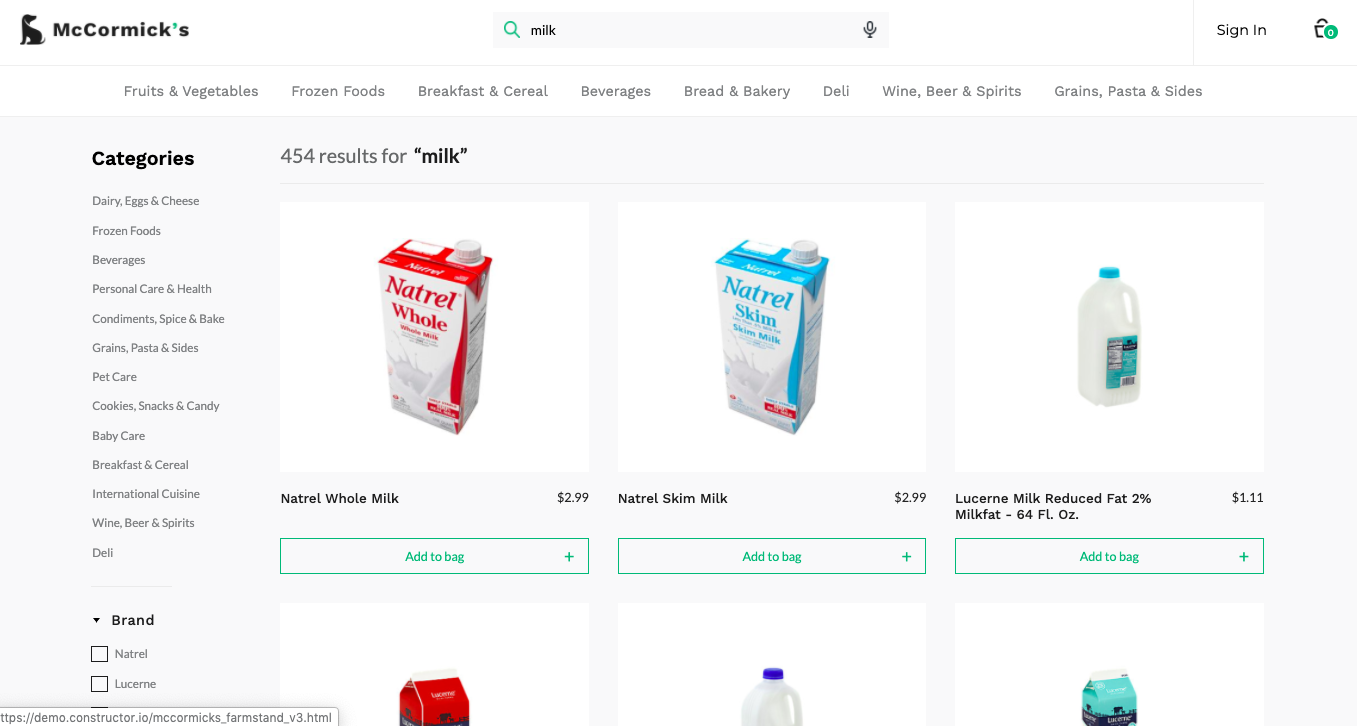 McCormick's
milk
Sign In
0
Fruits & Vegetables
Frozen Foods
Breakfast & Cereal
Beverages
Bread & Bakery
Deli
Wine, Beer & Spirits
Grains, Pasta & Sides
Categories
Dairy, Eggs & Cheese
Frozen Foods
Beverages
Personal Care & Health
Condiments, Spice & Bake
Grains, Pasta & Sides
Pet Care
Cookies, Snacks & Candy
Baby Care
Breakfast & Cereal
International Cuisine
Wine, Beer & Spirits
Deli
Brand
Natrel
Lucerne
454 results for “milk”
Natrel
Natrel
Whole
Whole Milk
Natrel Whole Milk
$2.99
Add to bag +
Natrel
Natrel
Skim
Skim Milk
Natrel Skim Milk
$2.99
Add to bag +
Lucerne Milk Reduced Fat 2%
Milkfat - 64 Fl. Oz.
$1.11
Add to bag +
Lucerne
Lucerne
ttps://demo.constructor.io/mccormicks_farmstand_v3.html